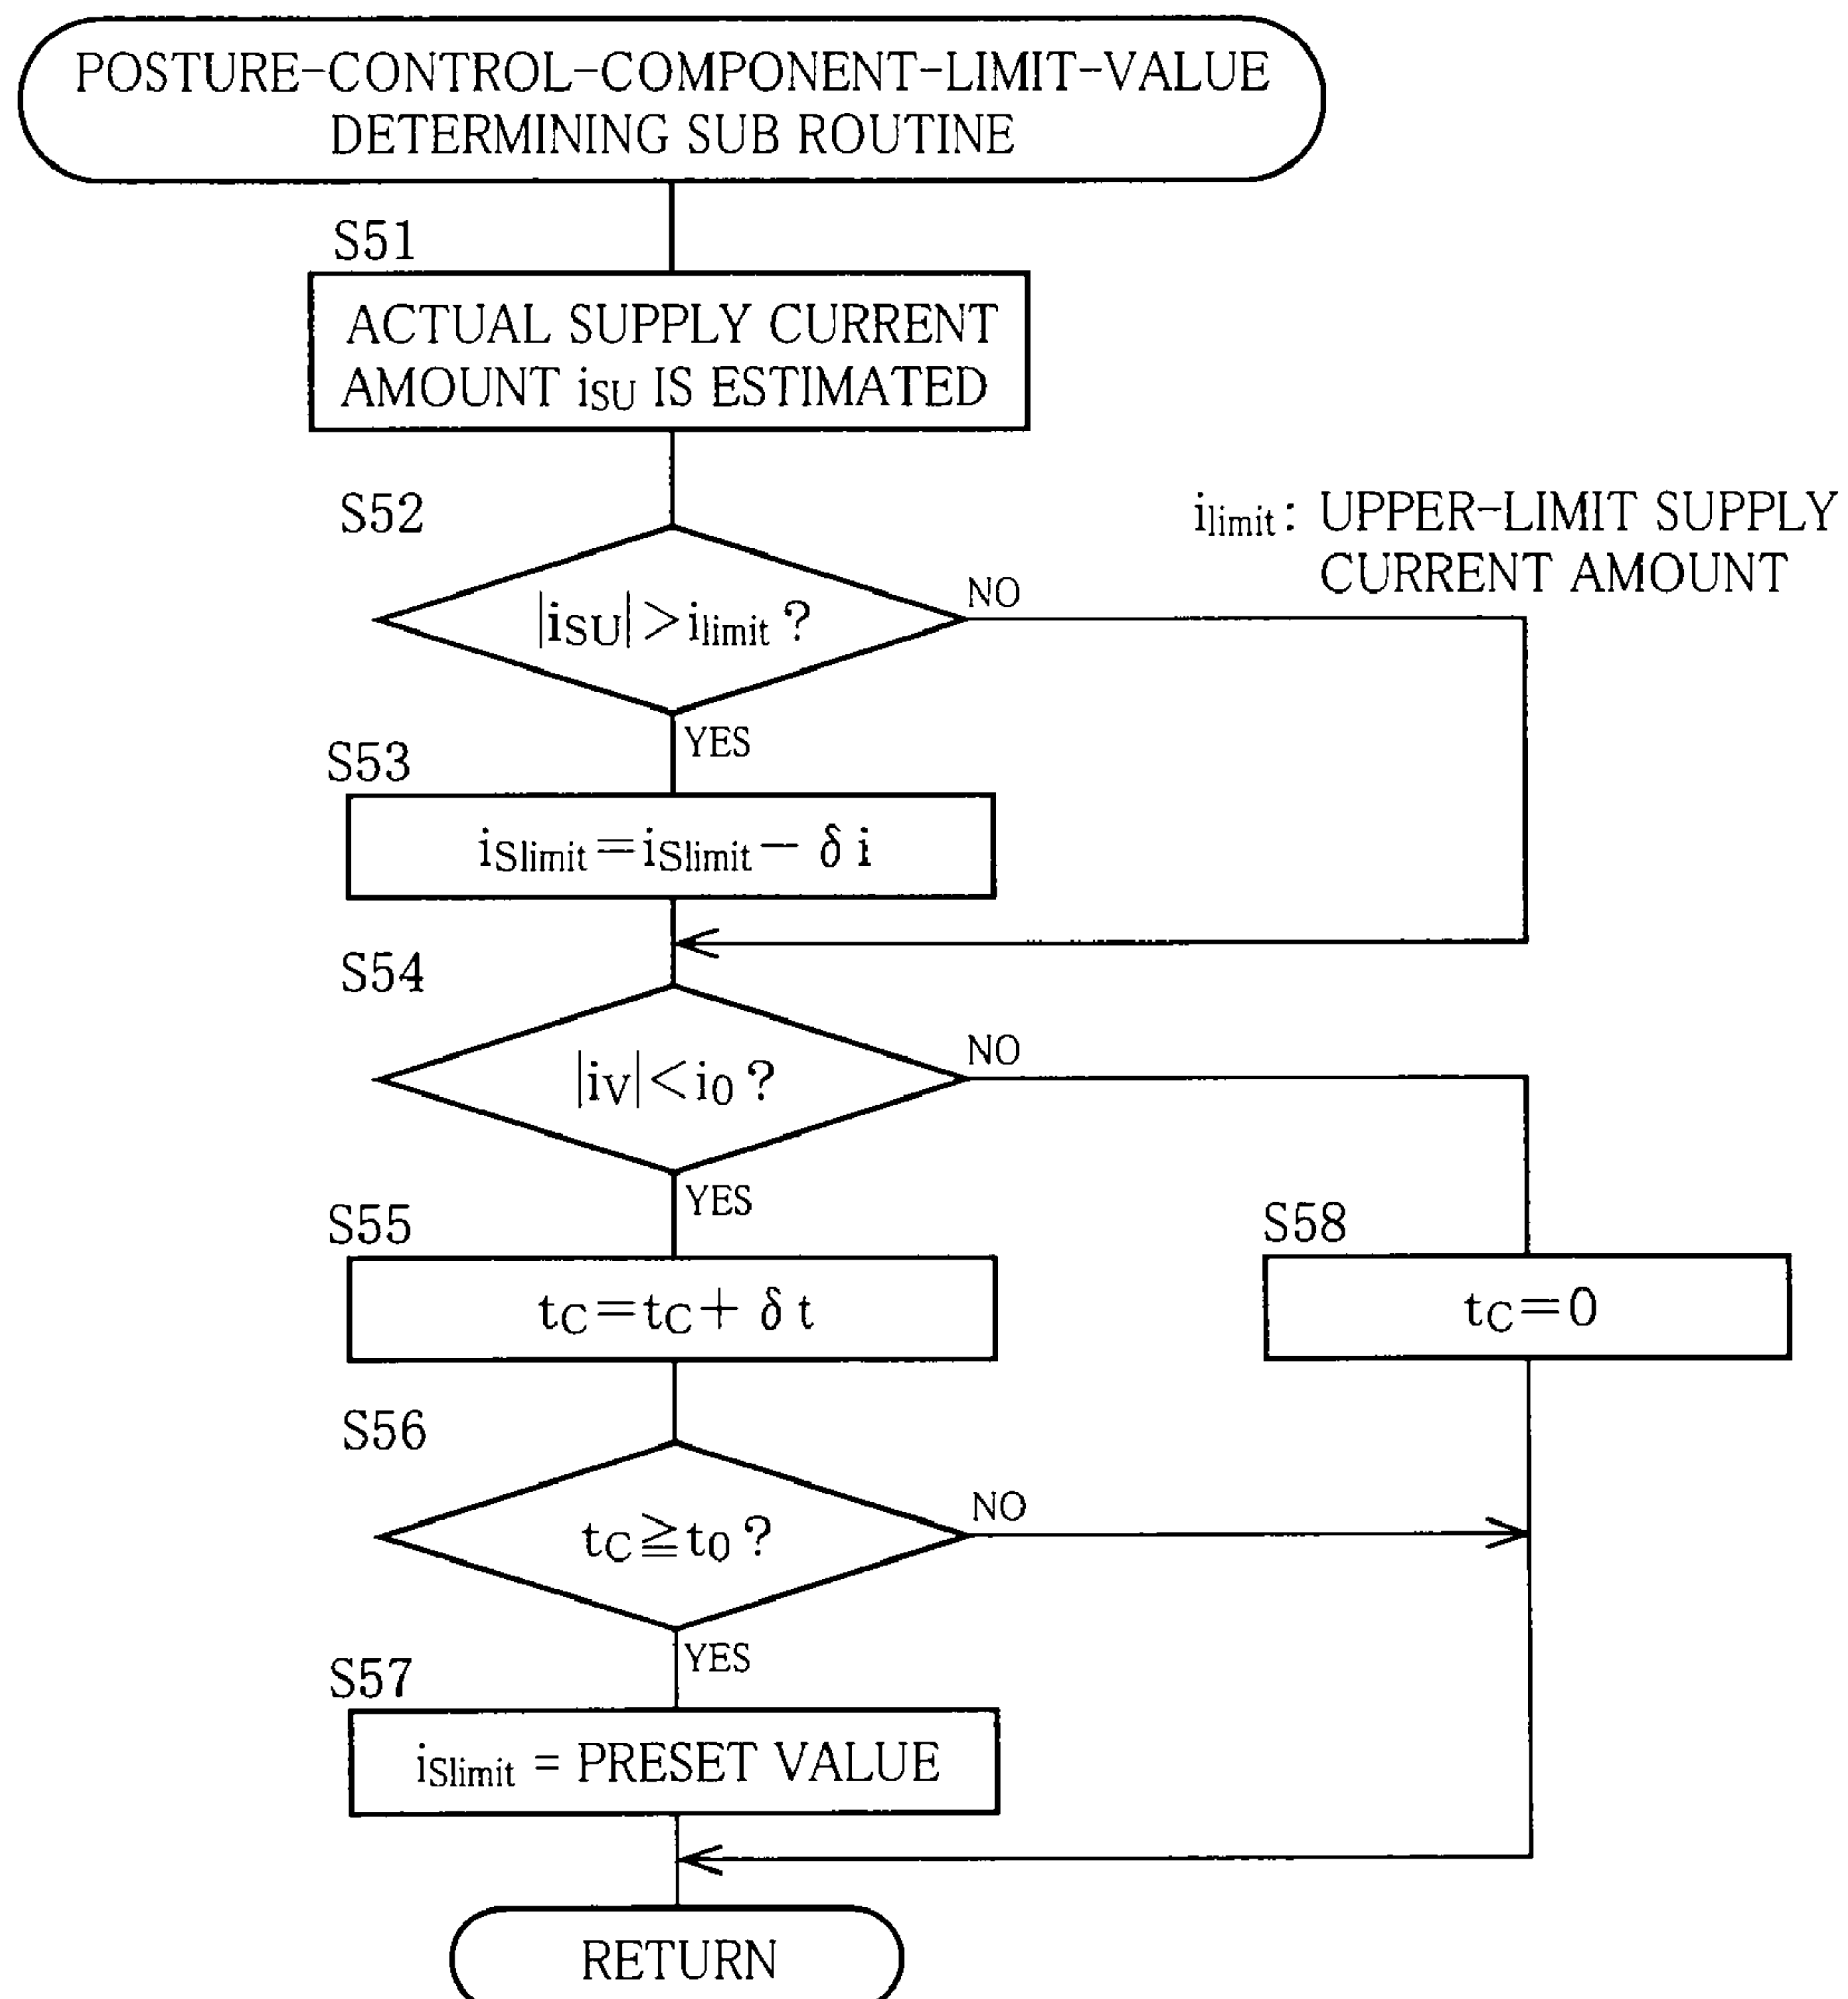 POSTURE-CONTROL-COMPONENT-LIMIT-VALUE
DETERMINING SUB ROUTINE
S51
ACTUAL SUPPLY CURRENT
AMOUNT iSU IS ESTIMATED
S52
ilimit: UPPER-LIMIT SUPPLY
CURRENT AMOUNT
|iSU|>ilimit?
NO
YES
S53
iSlimit=iSlimit- δ i
S54
|iV|<i0?
NO
YES
S55
tC=tC+ δ t
S58
tC=0
S56
tC≧t0?
NO
YES
S57
iSlimit = PRESET VALUE
RETURN